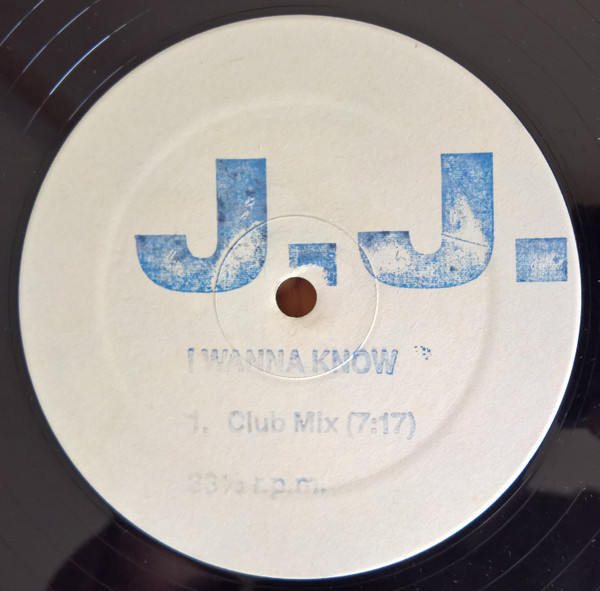 J.J.
I WANNA KNOW
1. Club Mix (7:17)
33⅓ r.p.m.